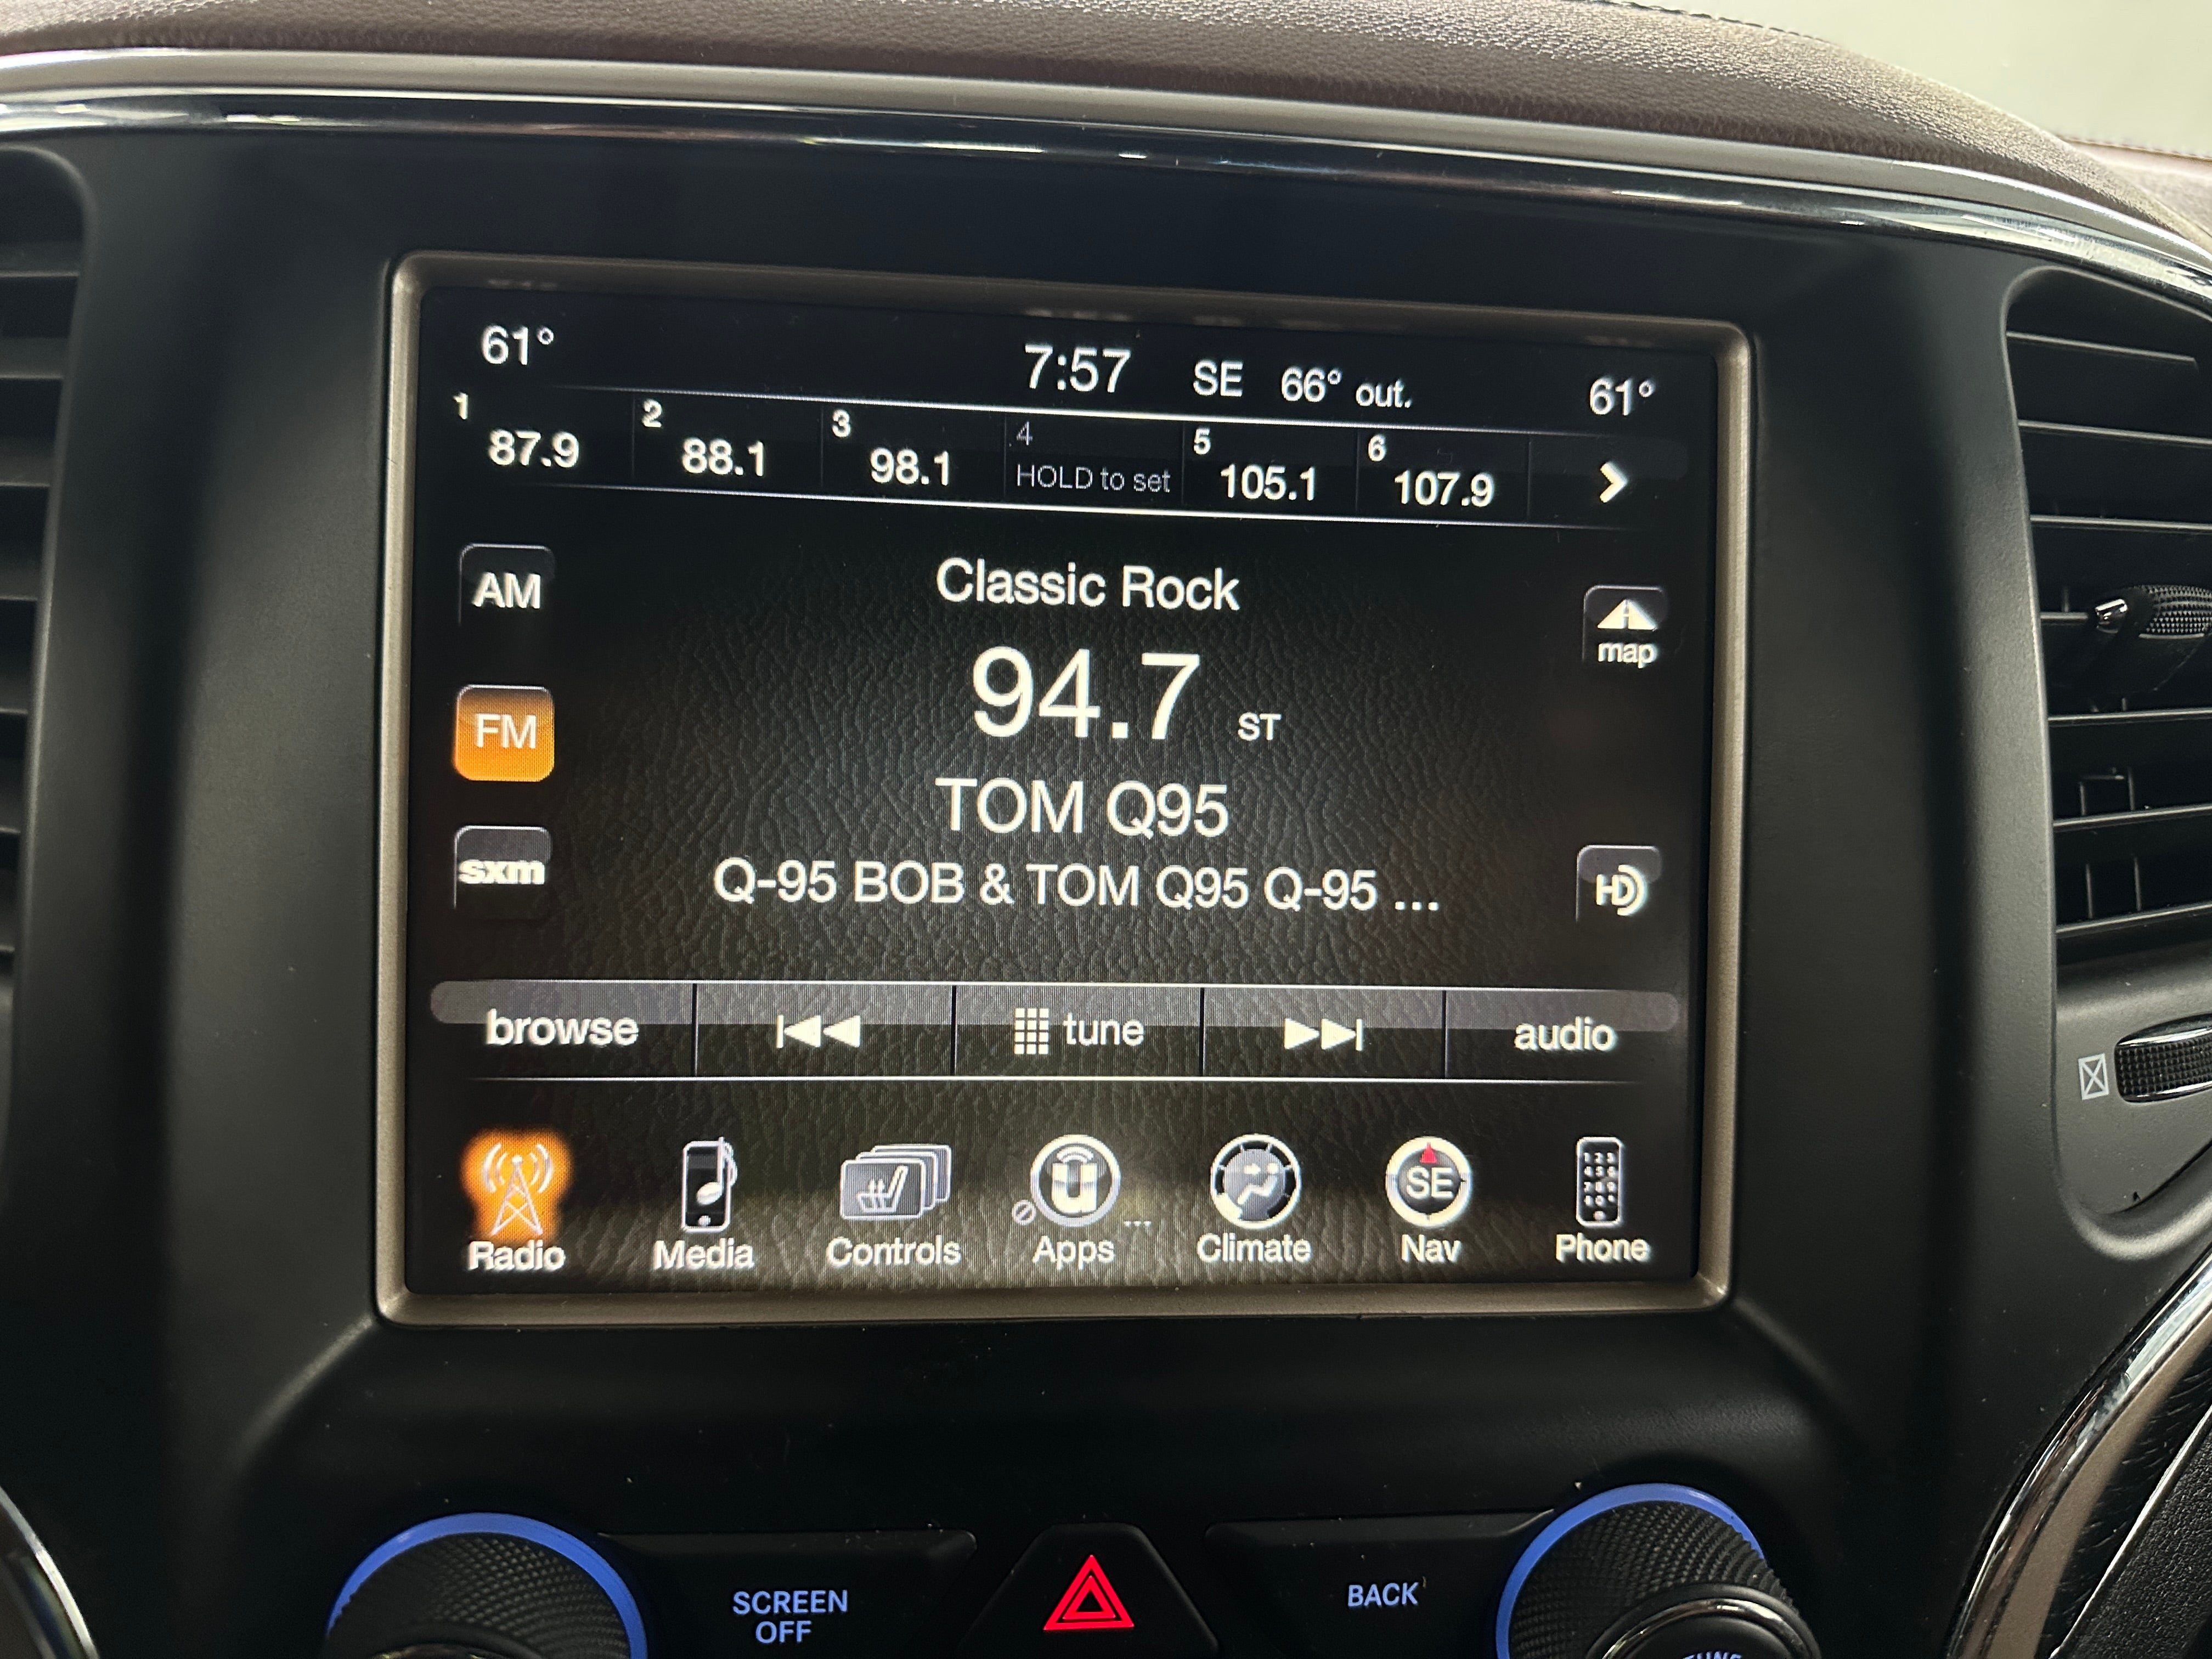 61° 7:57 SE 66° out. 61°
1 87.9 2 88.1 3 98.1 4 HOLD to set 5 105.1 6 107.9
AM
Classic Rock
map
FM
94.7 ST
TOM Q95
sxm
Q-95 BOB & TOM Q95 Q-95 ...
HD
browse tune audio
SE
Radio Media Controls Apps ... Climate Nav Phone
SCREEN
OFF
BACK
TUNE